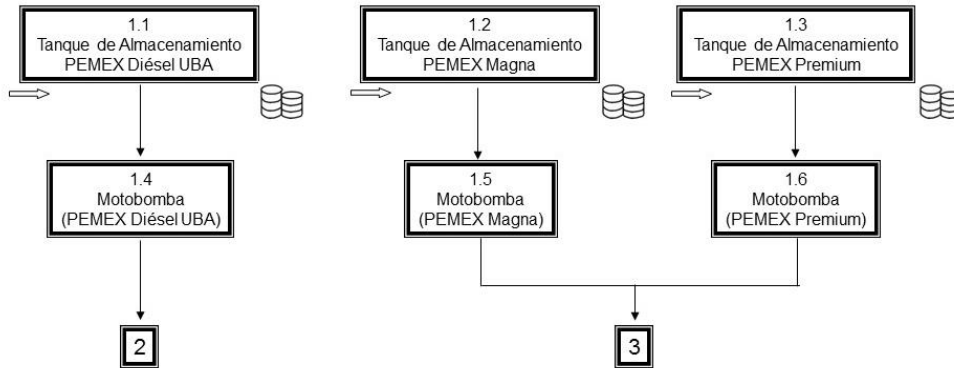 1.1
Tanque de Almacenamiento
PEMEX Diésel UBA
1.2
Tanque de Almacenamiento
PEMEX Magna
1.3
Tanque de Almacenamiento
PEMEX Premium
1.4
Motobomba
(PEMEX Diésel UBA)
1.5
Motobomba
(PEMEX Magna)
1.6
Motobomba
(PEMEX Premium)
2
3